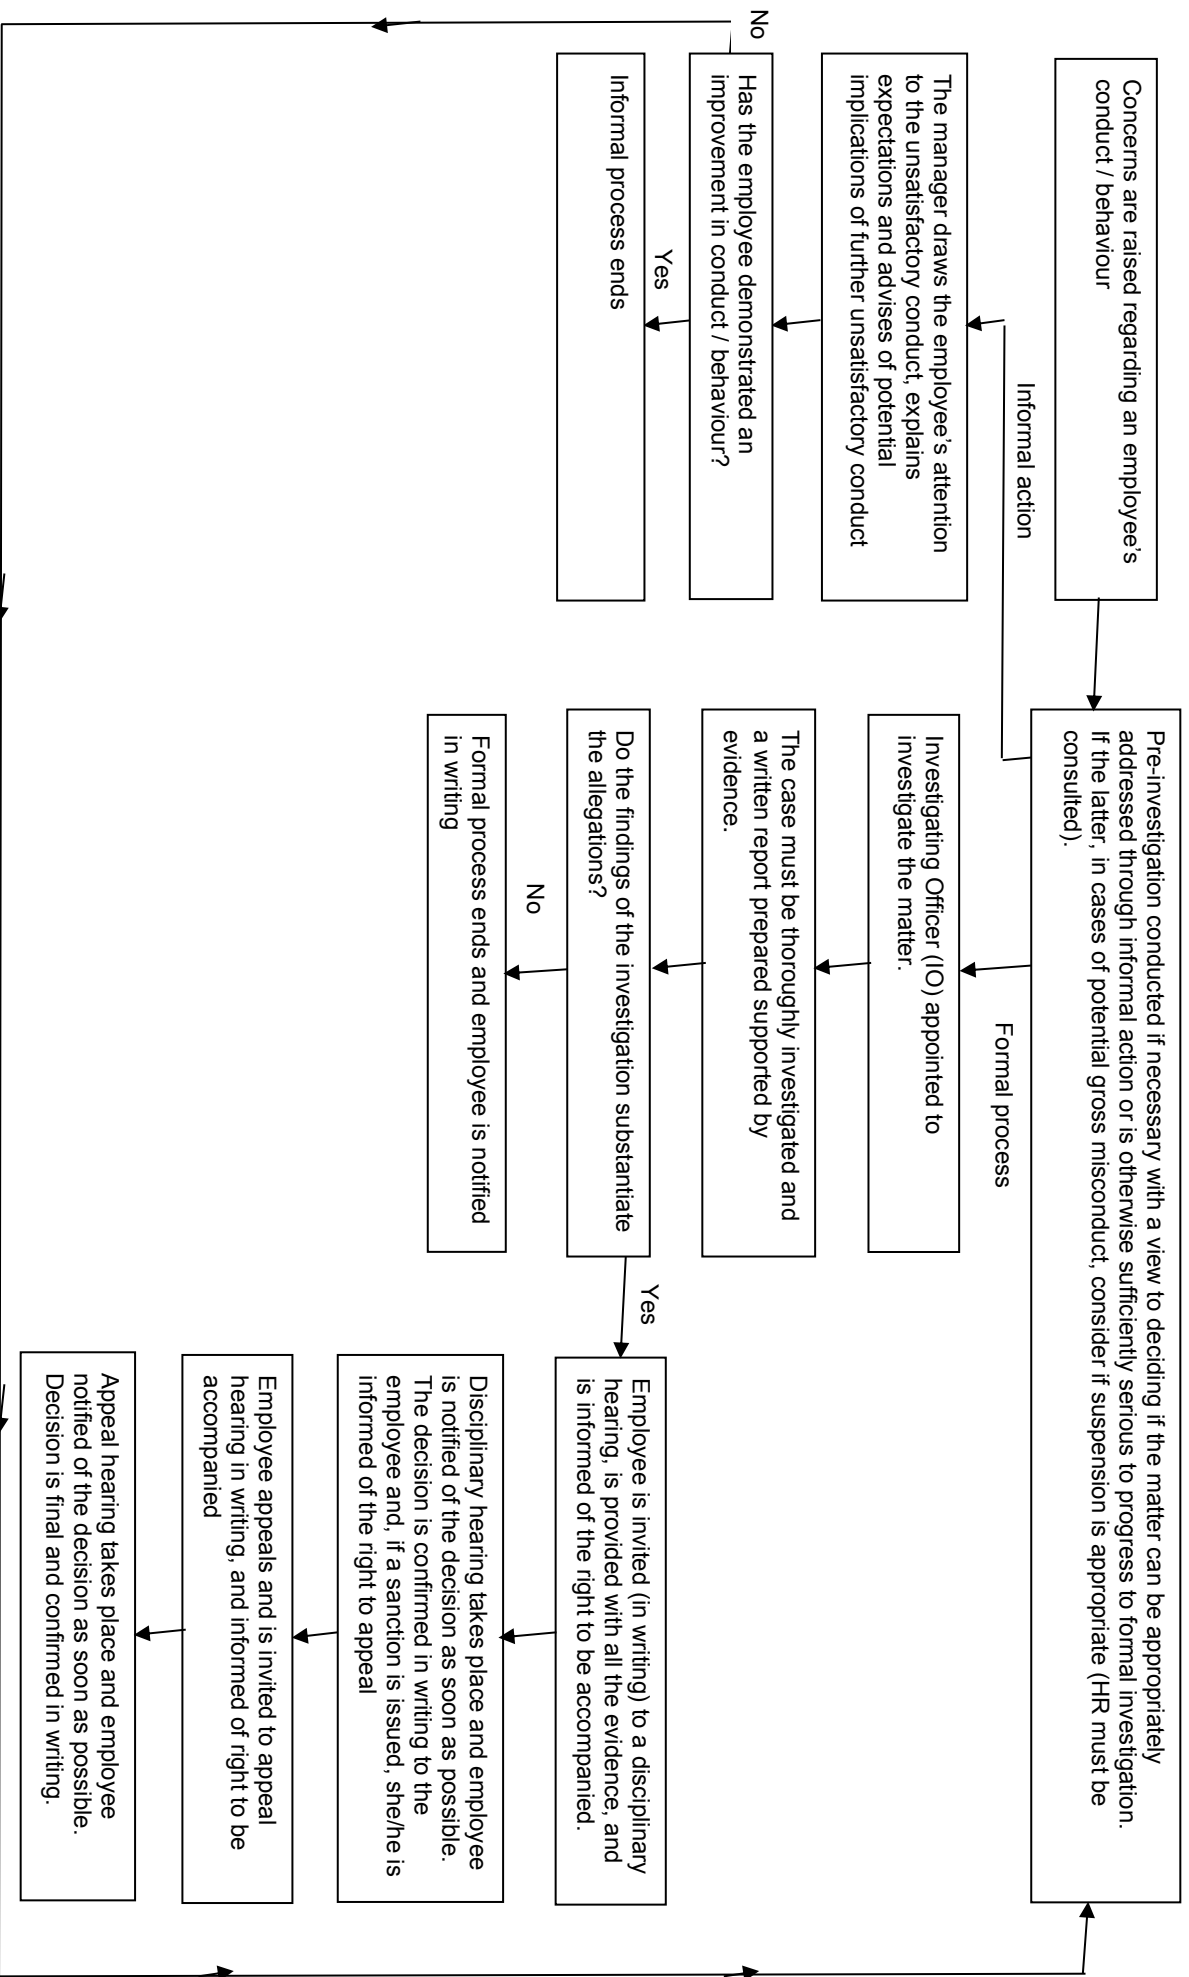 Concerns are raised regarding an employee’s
conduct / behaviour
Pre-investigation conducted if necessary with a view to deciding if the matter can be appropriately
addressed through informal action or is otherwise sufficiently serious to progress to formal investigation.
If the latter, in cases of potential gross misconduct, consider if suspension is appropriate (HR must be
consulted).
Informal action
Formal process
The manager draws the employee’s attention
to the unsatisfactory conduct, explains
expectations and advises of potential
implications of further unsatisfactory conduct
No
Has the employee demonstrated an
improvement in conduct / behaviour?
Yes
Informal process ends
Investigating Officer (IO) appointed to
investigate the matter.
The case must be thoroughly investigated and
a written report prepared supported by
evidence.
Do the findings of the investigation substantiate
the allegations?
Yes
No
Formal process ends and employee is notified
in writing
Employee is invited (in writing) to a disciplinary
hearing, is provided with all the evidence, and
is informed of the right to be accompanied.
Disciplinary hearing takes place and employee
is notified of the decision as soon as possible.
The decision is confirmed in writing to the
employee and, if a sanction is issued, she/he is
informed of the right to appeal
Employee appeals and is invited to appeal
hearing in writing, and informed of right to be
accompanied
Appeal hearing takes place and employee
notified of the decision as soon as possible.
Decision is final and confirmed in writing.